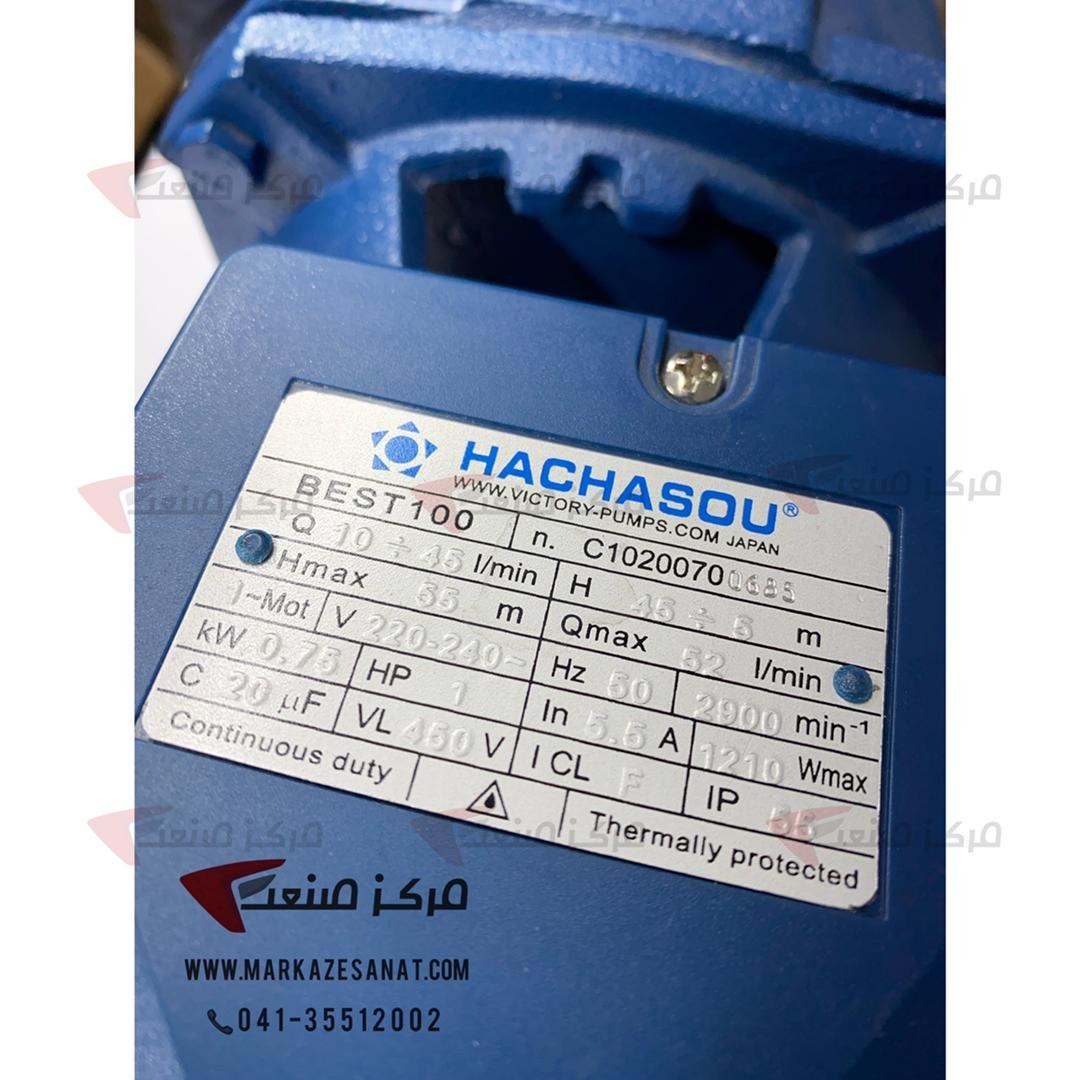 HACHASOU®
WWW.VICTORY-PUMPS.COM JAPAN
BEST100 n. C10200700685
Q 10 ÷ 45 l/min H 45 ÷ 5 m
Hmax 55 m Qmax 52 l/min
1~Mot V 220-240~ Hz 50 2900 min-1
kW 0.75 HP 1 In 5.5 A 1210 Wmax
C 20 µF VL 450 V I CL F IP
Continuous duty Thermally protected
مرکز صنعت
WWW.MARKAZESANAT.COM
041-35512002